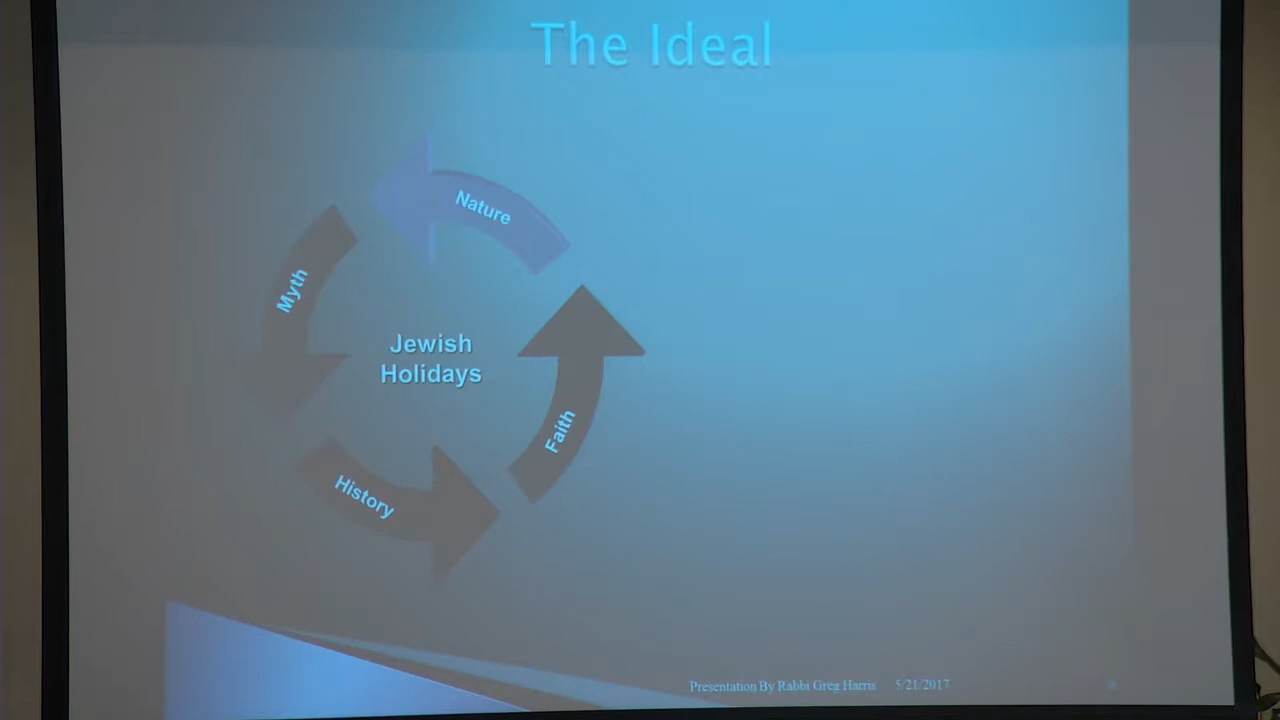 The Ideal
Nature
Myth
Jewish
Holidays
Faith
History
Presentation By Rabbi Greg Harris 5/21/2017